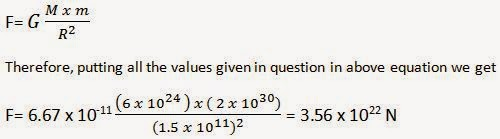 F= G M x m / R²
Therefore, putting all the values given in question in above equation we get
F= 6.67 x 10⁻¹¹ (6 x 10²⁴) x ( 2 x 10³⁰) / (1.5 x 10¹¹)² = 3.56 x 10²² N